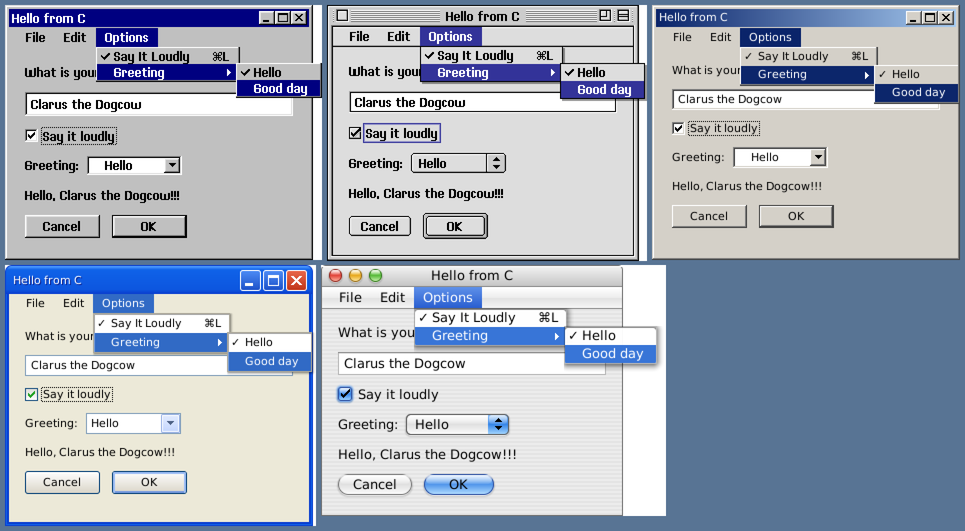 Hello from C
File Edit Options
✓ Say It Loudly ⌘L
What is your
Greeting
✓ Hello
Good day
Clarus the Dogcow
Say it loudly
Greeting: Hello
Hello, Clarus the Dogcow!!!
Cancel OK
Hello from C
File Edit Options
✓ Say It Loudly ⌘L
What is your
Greeting
✓ Hello
Good day
Clarus the Dogcow
Say it loudly
Greeting: Hello
Hello, Clarus the Dogcow!!!
Cancel OK
Hello from C
File Edit Options
✓ Say It Loudly ⌘L
What is your
Greeting
✓ Hello
Good day
Clarus the Dogcow
Say it loudly
Greeting: Hello
Hello, Clarus the Dogcow!!!
Cancel OK
Hello from C
File Edit Options
✓ Say It Loudly ⌘L
What is your
Greeting
✓ Hello
Good day
Clarus the Dogcow
Say it loudly
Greeting: Hello
Hello, Clarus the Dogcow!!!
Cancel OK
Hello from C
File Edit Options
✓ Say It Loudly ⌘L
What is your
Greeting
✓ Hello
Good day
Clarus the Dogcow
Say it loudly
Greeting: Hello
Hello, Clarus the Dogcow!!!
Cancel OK